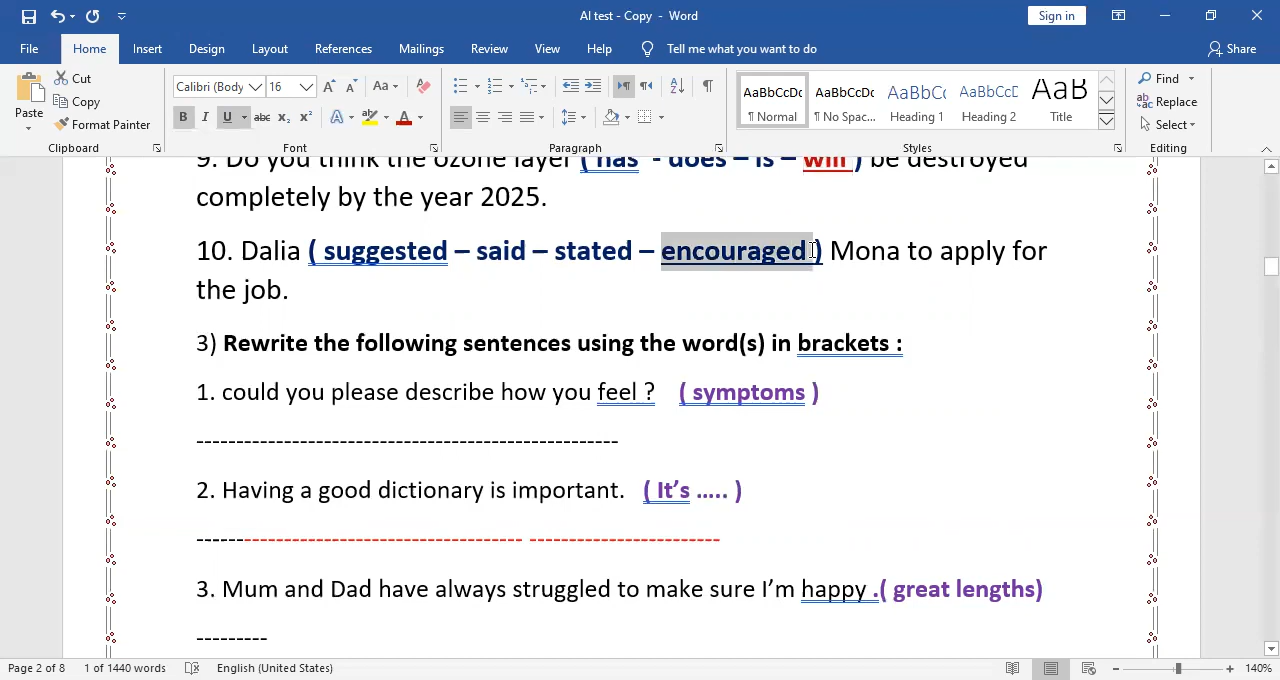 AI test - Copy - Word
Sign in
File Home Insert Design Layout References Mailings Review View Help Tell me what you want to do Share
Paste
Cut
Copy
Format Painter
Clipboard
Calibri (Body 16
Font
Paragraph
AaBbCcDc AaBbCcDc AaBbCc AaBbCcD AaB
¶ Normal ¶ No Spac... Heading 1 Heading 2 Title
Styles
Find
Replace
Select
Editing
9. Do you think the ozone layer ( has - does – is – will ) be destroyed
completely by the year 2025.
10. Dalia ( suggested – said – stated – encouraged ) Mona to apply for
the job.
3) Rewrite the following sentences using the word(s) in brackets :
1. could you please describe how you feel ? ( symptoms )
-----------------------------------------------------
2. Having a good dictionary is important. ( It’s ….. )
----------------------------------------- ------------------------
3. Mum and Dad have always struggled to make sure I’m happy .( great lengths)
---------
Page 2 of 8 1 of 1440 words English (United States) 140%